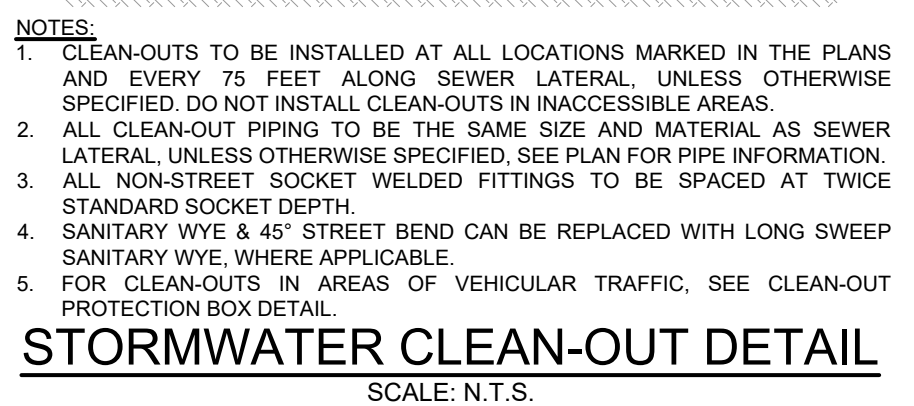 NOTES:
1. CLEAN-OUTS TO BE INSTALLED AT ALL LOCATIONS MARKED IN THE PLANS
AND EVERY 75 FEET ALONG SEWER LATERAL, UNLESS OTHERWISE
SPECIFIED. DO NOT INSTALL CLEAN-OUTS IN INACCESSIBLE AREAS.
2. ALL CLEAN-OUT PIPING TO BE THE SAME SIZE AND MATERIAL AS SEWER
LATERAL, UNLESS OTHERWISE SPECIFIED, SEE PLAN FOR PIPE INFORMATION.
3. ALL NON-STREET SOCKET WELDED FITTINGS TO BE SPACED AT TWICE
STANDARD SOCKET DEPTH.
4. SANITARY WYE & 45° STREET BEND CAN BE REPLACED WITH LONG SWEEP
SANITARY WYE, WHERE APPLICABLE.
5. FOR CLEAN-OUTS IN AREAS OF VEHICULAR TRAFFIC, SEE CLEAN-OUT
PROTECTION BOX DETAIL.
STORMWATER CLEAN-OUT DETAIL
SCALE: N.T.S.